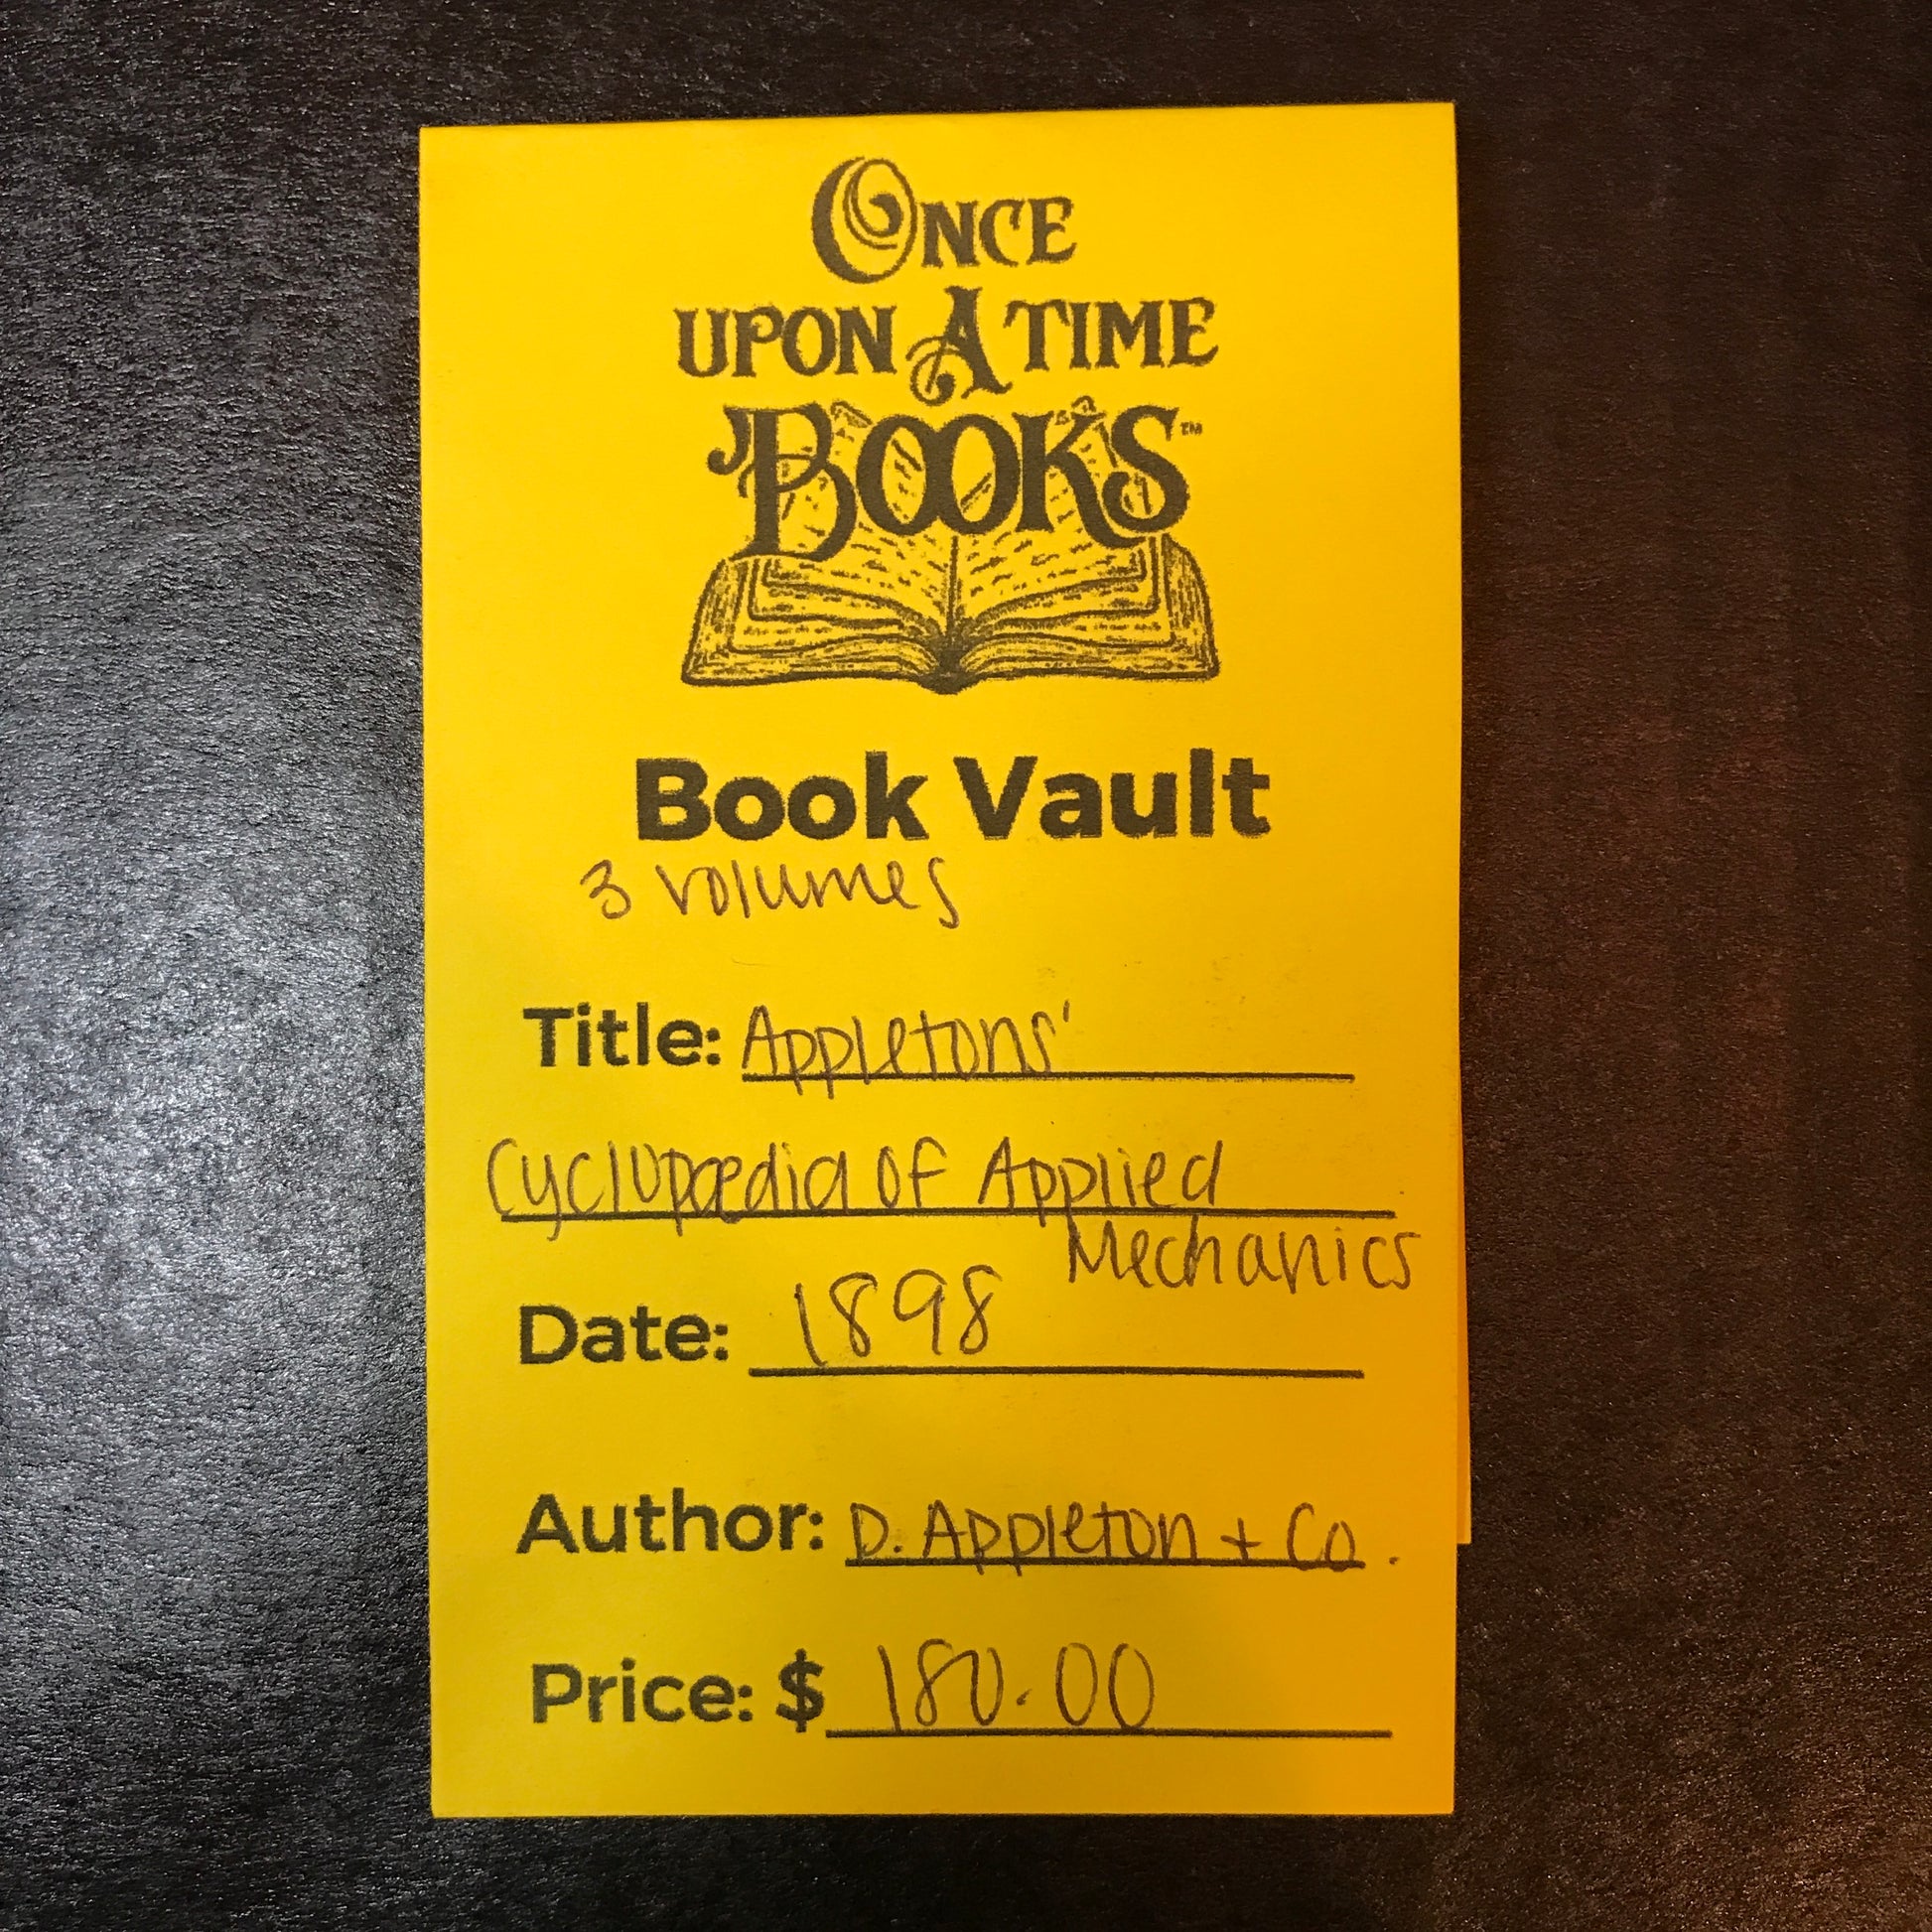 ONCE
UPON A TIME
BOOKS™
Book Vault
3 volumes
Title: Appletons'
Cyclopædia of Applied
Mechanics
Date: 1898
Author: D. Appleton + Co.
Price: $ 180.00